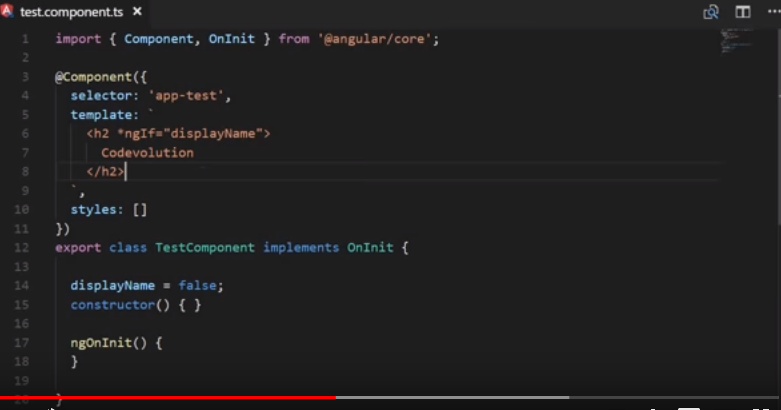 test.component.ts
1 import { Component, OnInit } from '@angular/core';
2
3 @Component({
4 selector: 'app-test',
5 template: `
6 <h2 *ngIf="displayName">
7 Codevolution
8 </h2>
9 `,
10 styles: []
11 })
12 export class TestComponent implements OnInit {
13
14 displayName = false;
15 constructor() { }
16
17 ngOnInit() {
18 }
19
20 }